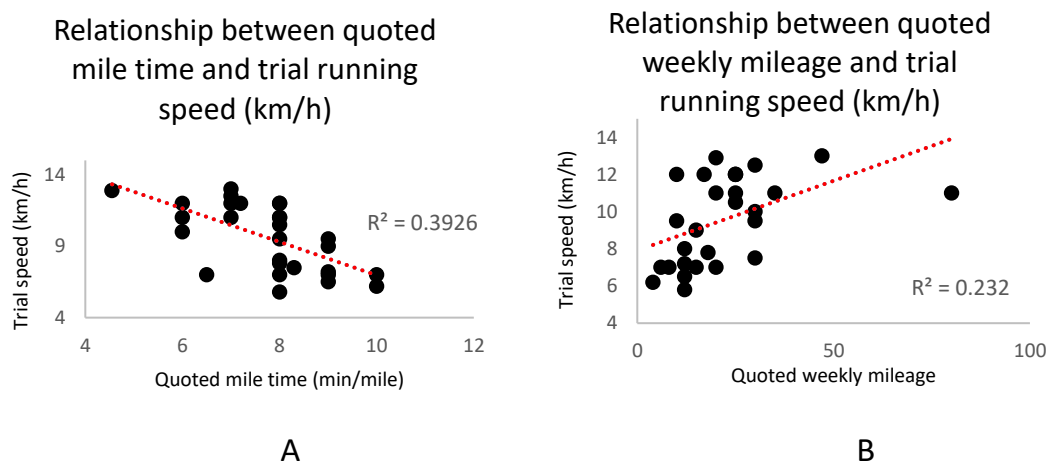 Relationship between quoted
mile time and trial running
speed (km/h)
Trial speed (km/h)
14
9
4
R² = 0.3926
4 6 8 10 12
Quoted mile time (min/mile)
A
Relationship between quoted
weekly mileage and trial
running speed (km/h)
Trial speed (km/h)
14
12
10
8
6
4
R² = 0.232
0 50 100
Quoted weekly mileage
B